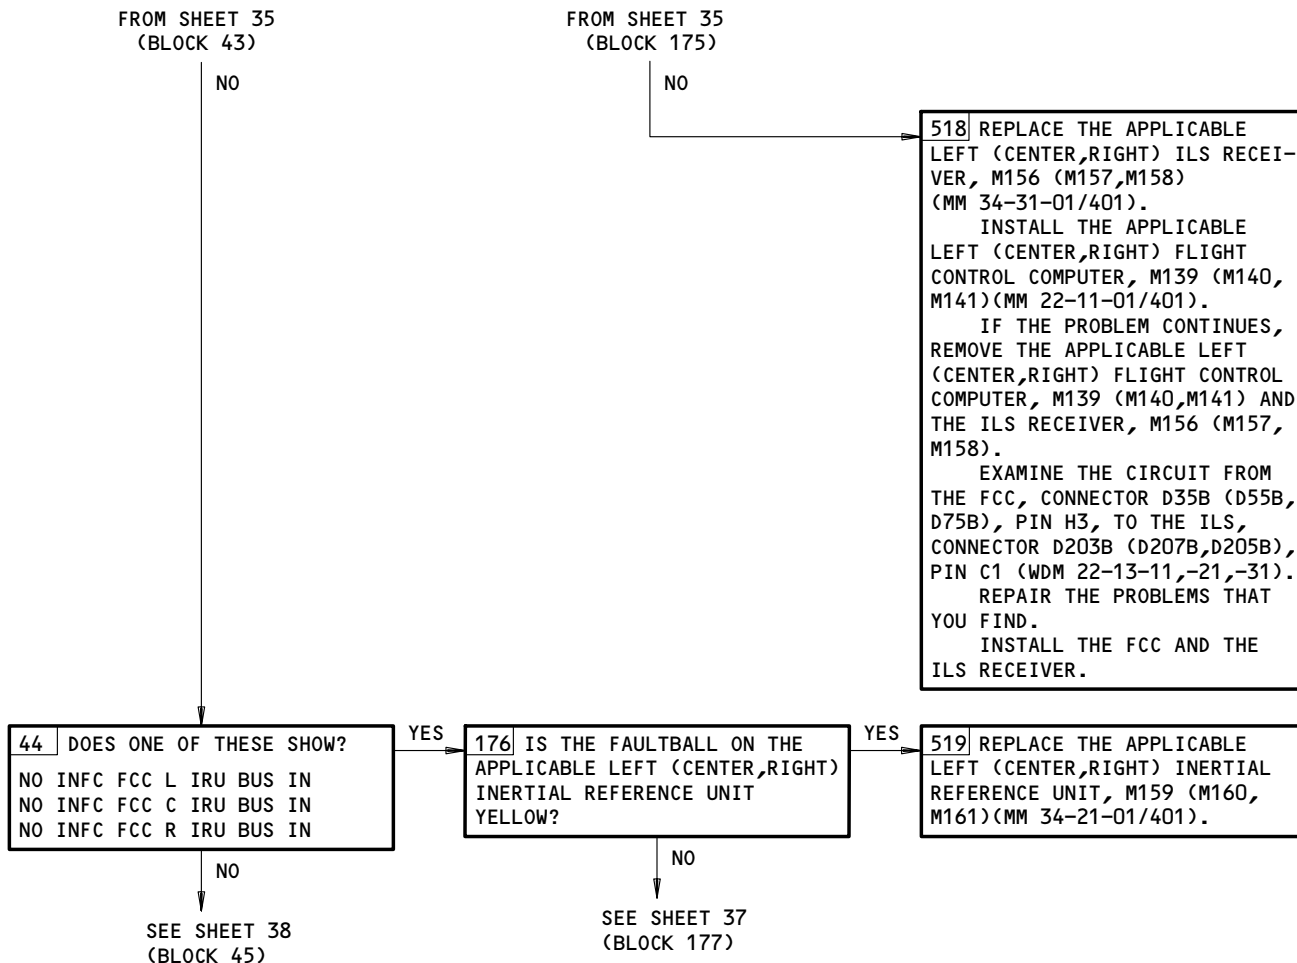 FROM SHEET 35
(BLOCK 43)
NO
FROM SHEET 35
(BLOCK 175)
NO
518 REPLACE THE APPLICABLE
LEFT (CENTER,RIGHT) ILS RECEI-
VER, M156 (M157,M158)
(MM 34-31-01/401).
INSTALL THE APPLICABLE
LEFT (CENTER,RIGHT) FLIGHT
CONTROL COMPUTER, M139 (M140,
M141)(MM 22-11-01/401).
IF THE PROBLEM CONTINUES,
REMOVE THE APPLICABLE LEFT
(CENTER,RIGHT) FLIGHT CONTROL
COMPUTER, M139 (M140,M141) AND
THE ILS RECEIVER, M156 (M157,
M158).
EXAMINE THE CIRCUIT FROM
THE FCC, CONNECTOR D35B (D55B,
D75B), PIN H3, TO THE ILS,
CONNECTOR D203B (D207B,D205B),
PIN C1 (WDM 22-13-11,-21,-31).
REPAIR THE PROBLEMS THAT
YOU FIND.
INSTALL THE FCC AND THE
ILS RECEIVER.
44 DOES ONE OF THESE SHOW?
NO INFC FCC L IRU BUS IN
NO INFC FCC C IRU BUS IN
NO INFC FCC R IRU BUS IN
YES
176 IS THE FAULTBALL ON THE
APPLICABLE LEFT (CENTER,RIGHT)
INERTIAL REFERENCE UNIT
YELLOW?
YES
519 REPLACE THE APPLICABLE
LEFT (CENTER,RIGHT) INERTIAL
REFERENCE UNIT, M159 (M160,
M161)(MM 34-21-01/401).
NO
SEE SHEET 38
(BLOCK 45)
NO
SEE SHEET 37
(BLOCK 177)